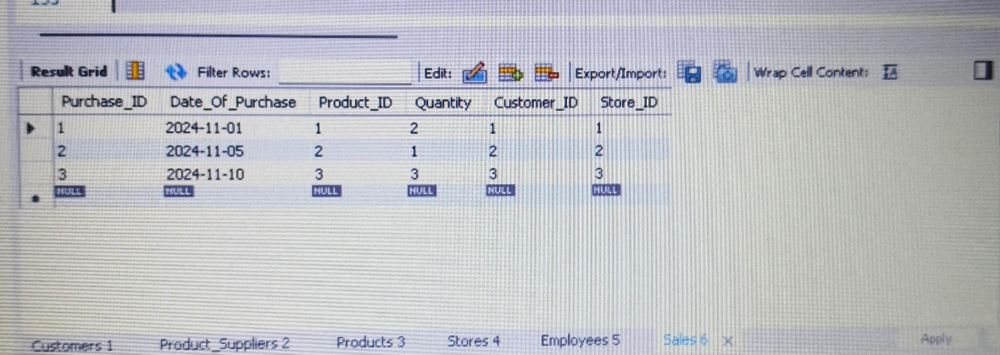 Result Grid Filter Rows: Edit: Export/Import: Wrap Cell Content:
Purchase_ID Date_Of_Purchase Product_ID Quantity Customer_ID Store_ID
1 2024-11-01 1 2 1 1
2 2024-11-05 2 1 2 2
3 2024-11-10 3 3 3 3
NULL NULL NULL NULL NULL NULL
Customers 1 Product_Suppliers 2 Products 3 Stores 4 Employees 5 Sales 6 Apply